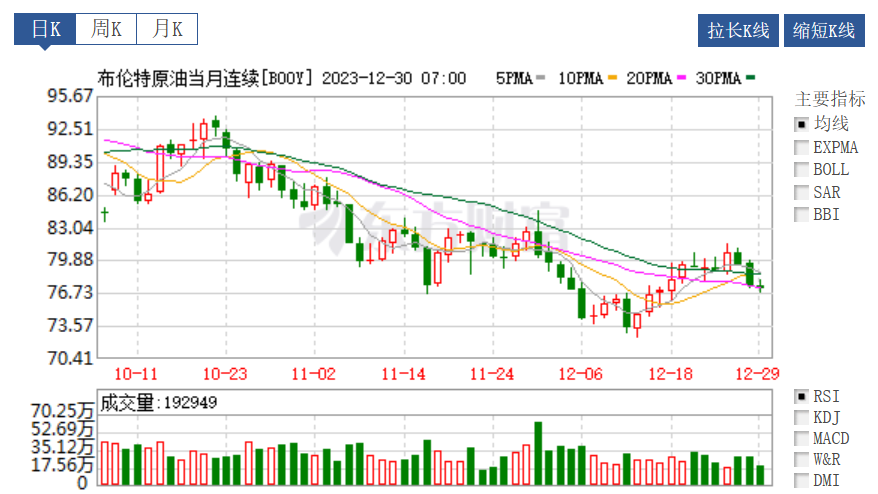 日K 周K 月K 拉长K线 缩短K线
布伦特原油当月连续[B00Y] 2023-12-30 07:00 5PMA 10PMA 20PMA 30PMA
95.67
92.51
89.35
86.20
83.04
79.88
76.73
73.57
70.41
东方财富
10-11 10-23 11-02 11-14 11-24 12-06 12-18 12-29
主要指标
均线
EXPMA
BOLL
SAR
BBI
成交量:192949
70.25万
52.69万
35.12万
17.56万
0
RSI
KDJ
MACD
W&R
DMI